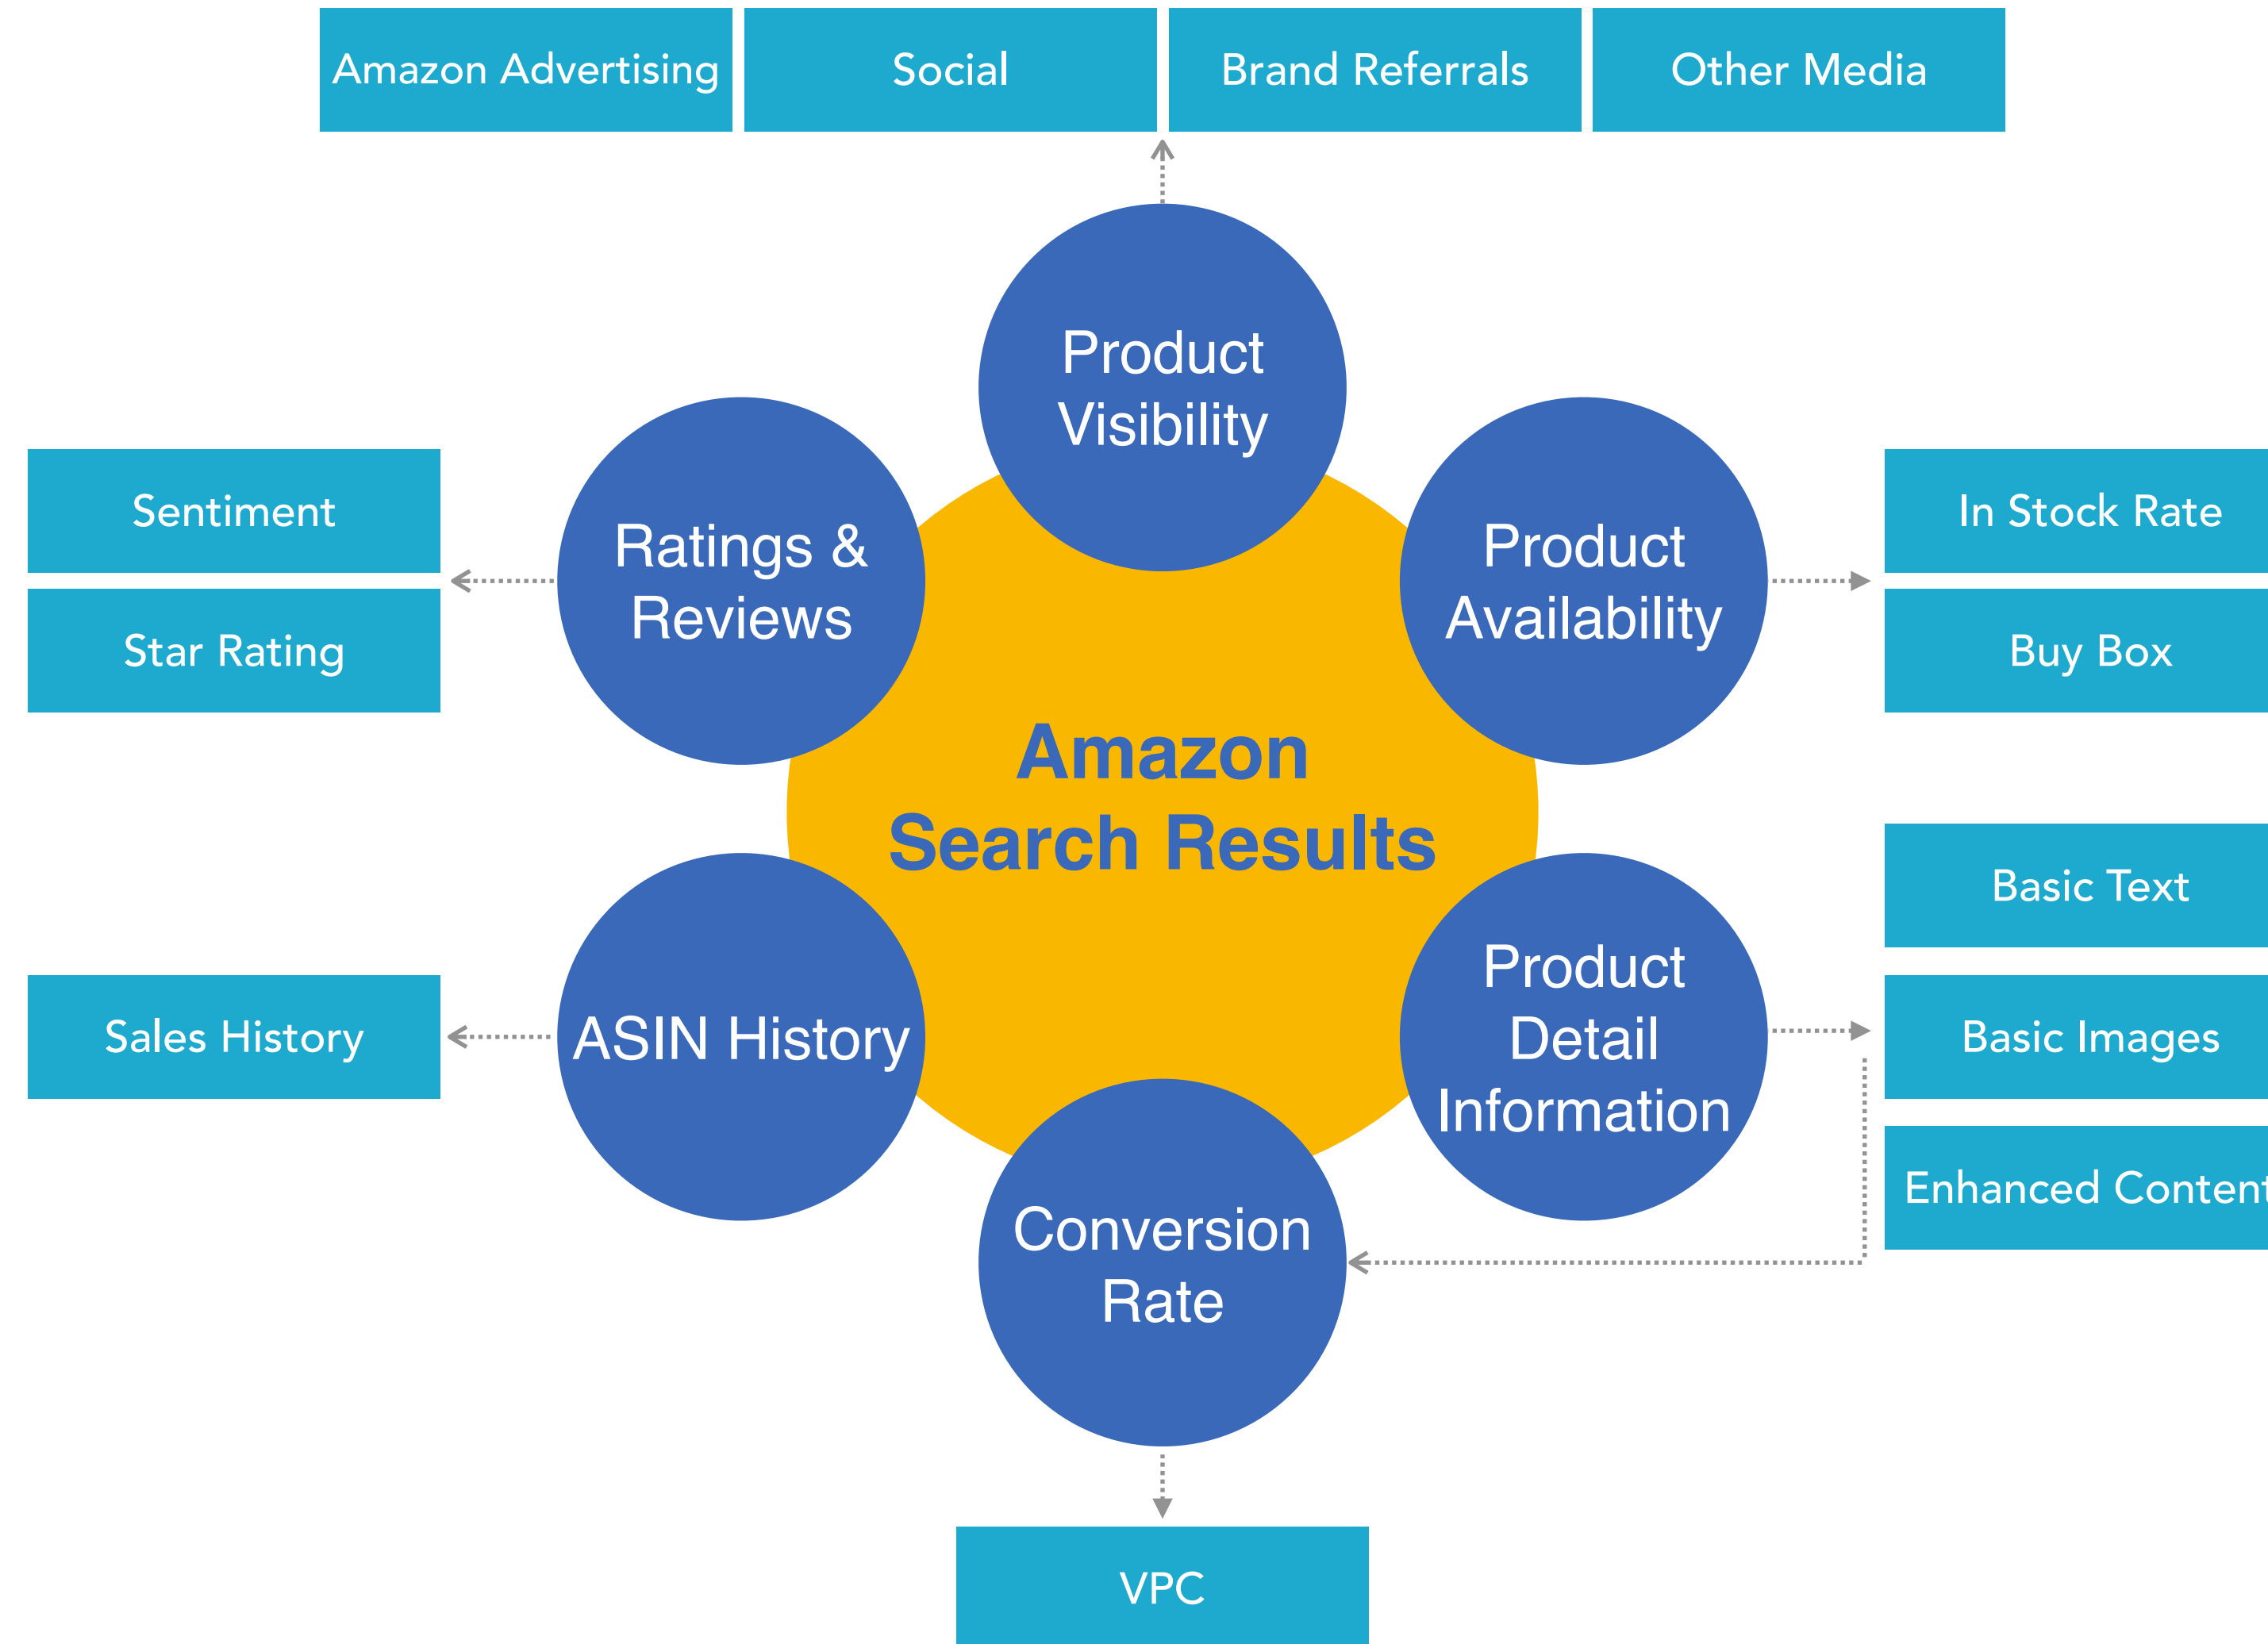 Amazon Advertising
Social
Brand Referrals
Other Media
Product
Visibility
Sentiment
Star Rating
Ratings &
Reviews
Product
Availability
In Stock Rate
Buy Box
Amazon
Search Results
Sales History
ASIN History
Product
Detail
Information
Basic Text
Basic Images
Enhanced Content
Conversion
Rate
VPC